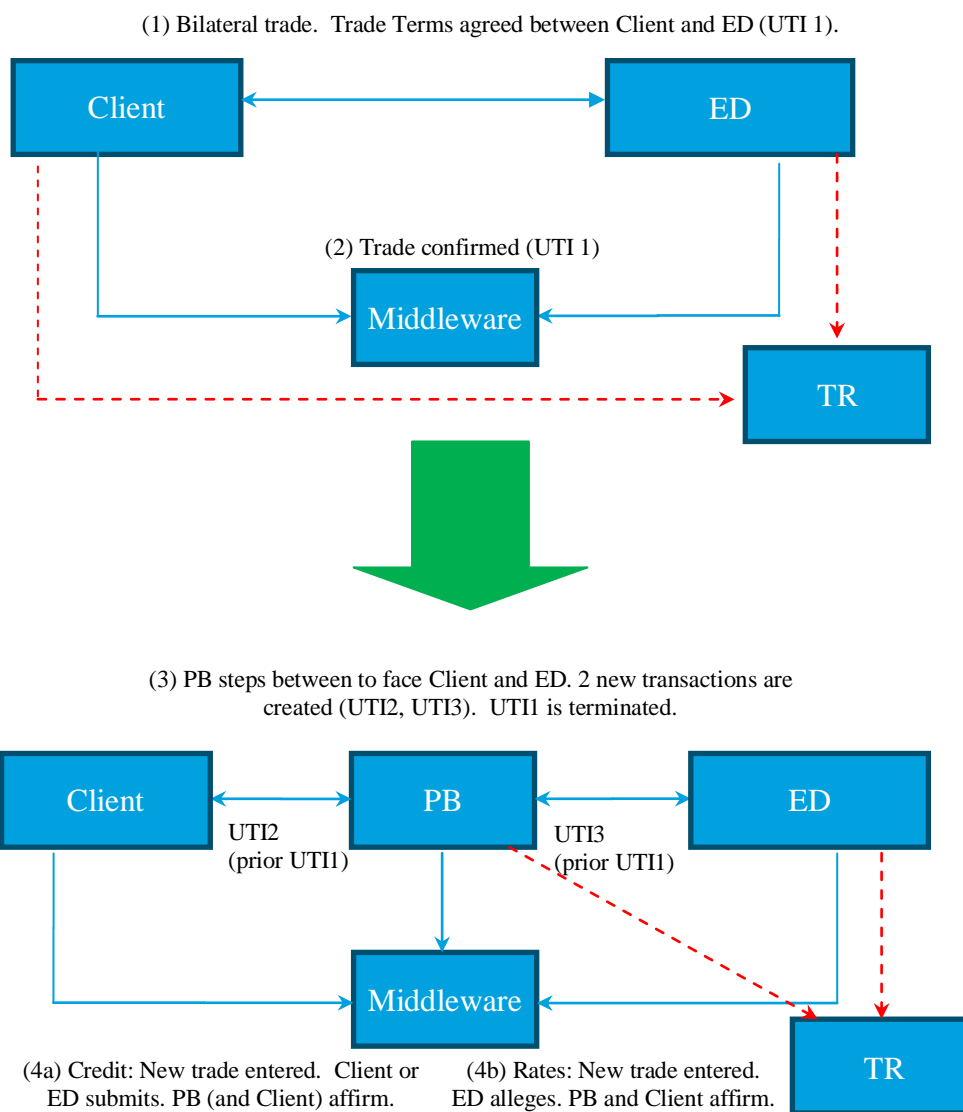 (1) Bilateral trade.  Trade Terms agreed between Client and ED (UTI 1).
Client
ED
(2) Trade confirmed (UTI 1)
Middleware
TR
(3) PB steps between to face Client and ED. 2 new transactions are
created (UTI2, UTI3).  UTI1 is terminated.
Client
PB
ED
UTI2
(prior UTI1)
UTI3
(prior UTI1)
Middleware
(4a) Credit: New trade entered.  Client or
ED submits. PB (and Client) affirm.
(4b) Rates: New trade entered.
ED alleges. PB and Client affirm.
TR